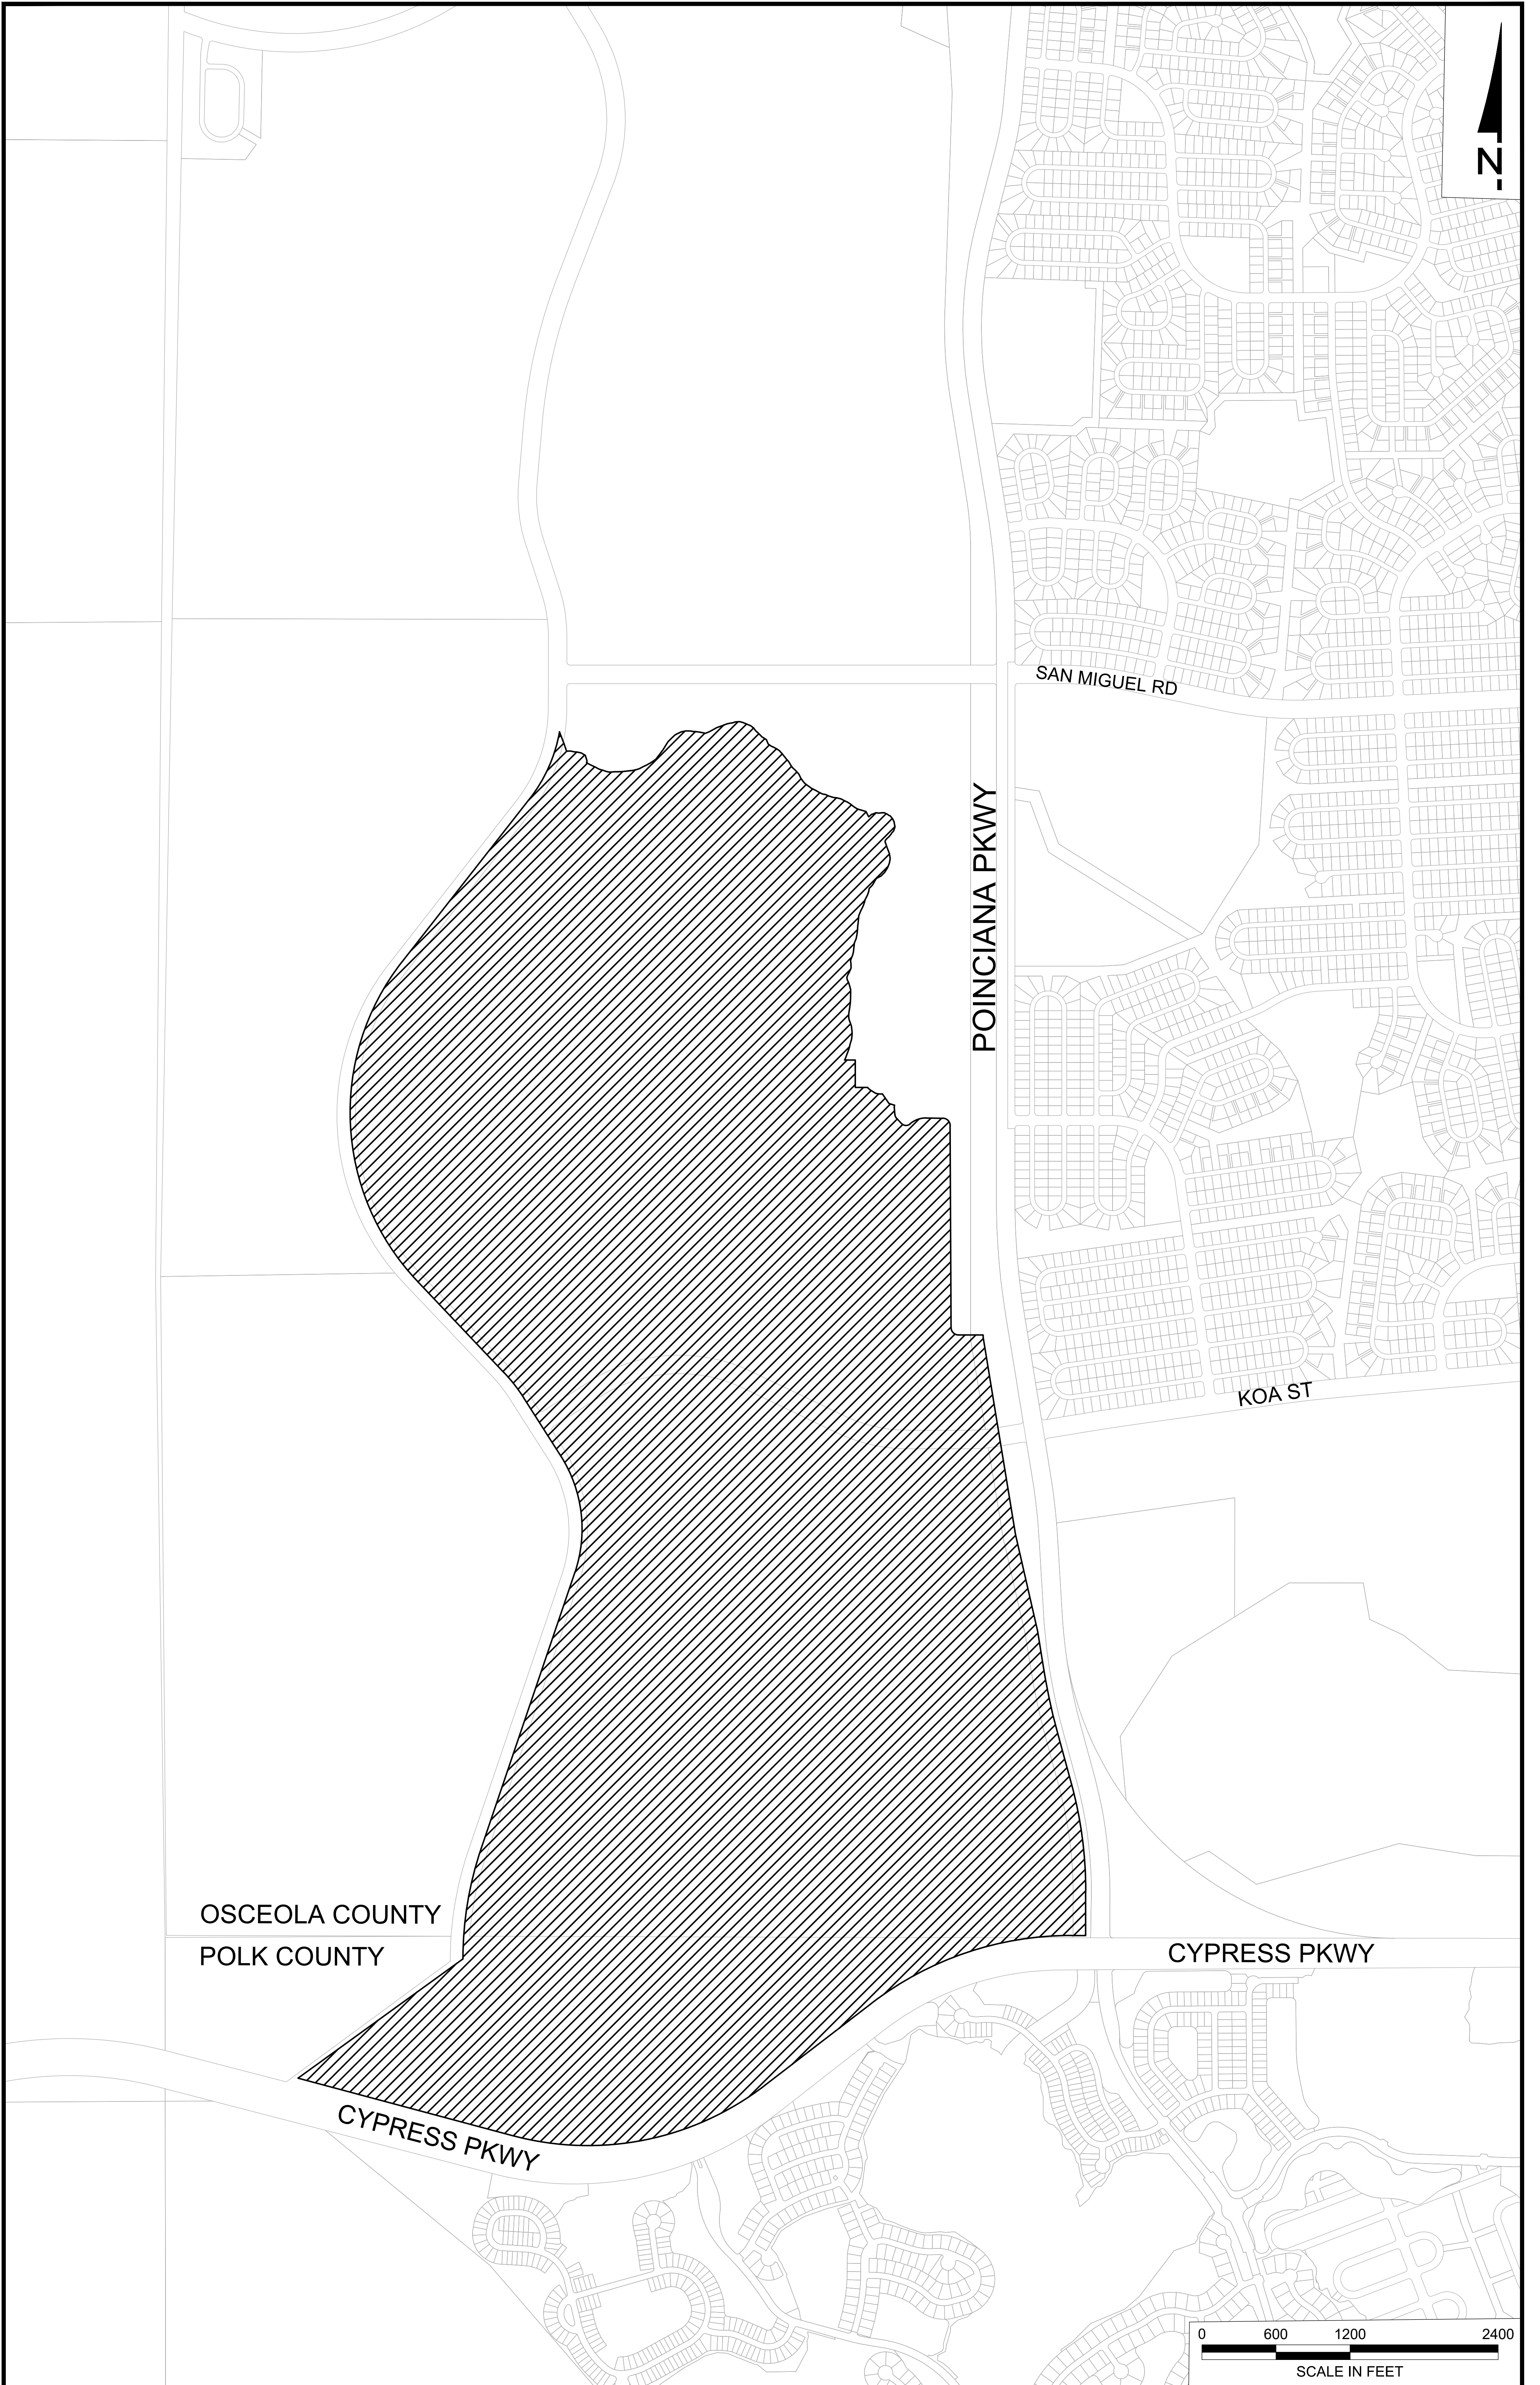 N
SAN MIGUEL RD
POINCIANA PKWY
KOA ST
OSCEOLA COUNTY
POLK COUNTY
CYPRESS PKWY
CYPRESS PKWY
0 600 1200 2400
SCALE IN FEET